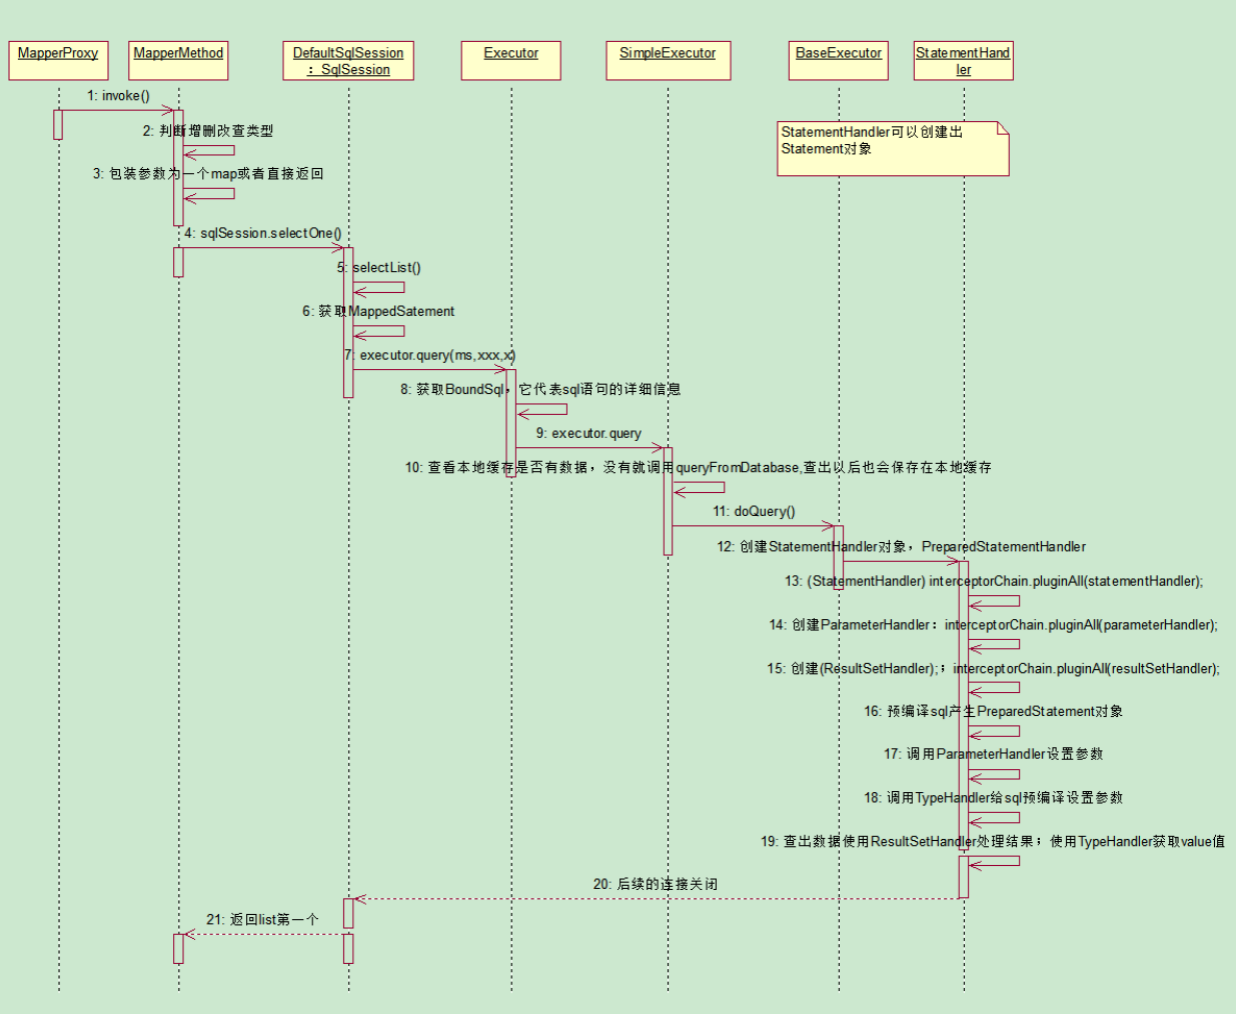 MapperProxy
MapperMethod
DefaultSqlSession
: SqlSession
Executor
SimpleExecutor
BaseExecutor
StatementHand
ler
1: invoke()
StatementHandler可以创建出
Statement对象
2: 判断增删改查类型
3: 包装参数为一个map或者直接返回
4: sqlSession.selectOne()
5: selectList()
6: 获取MappedSatement
7: executor.query(ms,xxx,x)
8: 获取BoundSql，它代表sql语句的详细信息
9: executor.query
10: 查看本地缓存是否有数据，没有就调用queryFromDatabase,查出以后也会保存在本地缓存
11: doQuery()
12: 创建StatementHandler对象，PreparedStatementHandler
13: (StatementHandler) interceptorChain.pluginAll(statementHandler);
14: 创建ParameterHandler：interceptorChain.pluginAll(parameterHandler);
15: 创建(ResultSetHandler);；interceptorChain.pluginAll(resultSetHandler);
16: 预编译sql产生PreparedStatement对象
17: 调用ParameterHandler设置参数
18: 调用TypeHandler给sql预编译设置参数
19: 查出数据使用ResultSetHandler处理结果；使用TypeHandler获取value值
20: 后续的连接关闭
21: 返回list第一个